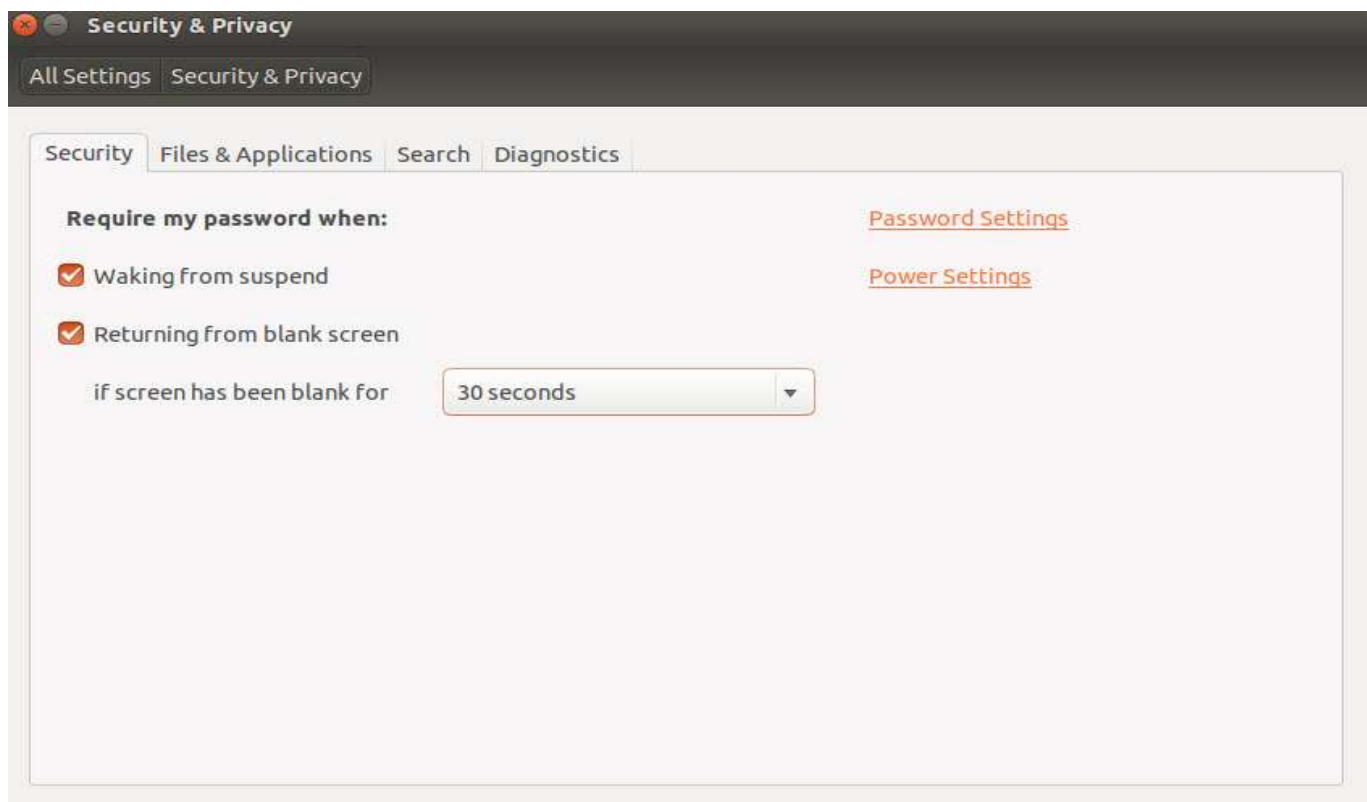 Security & Privacy
All Settings Security & Privacy
Security Files & Applications Search Diagnostics
Require my password when: Password Settings
Waking from suspend Power Settings
Returning from blank screen
if screen has been blank for 30 seconds